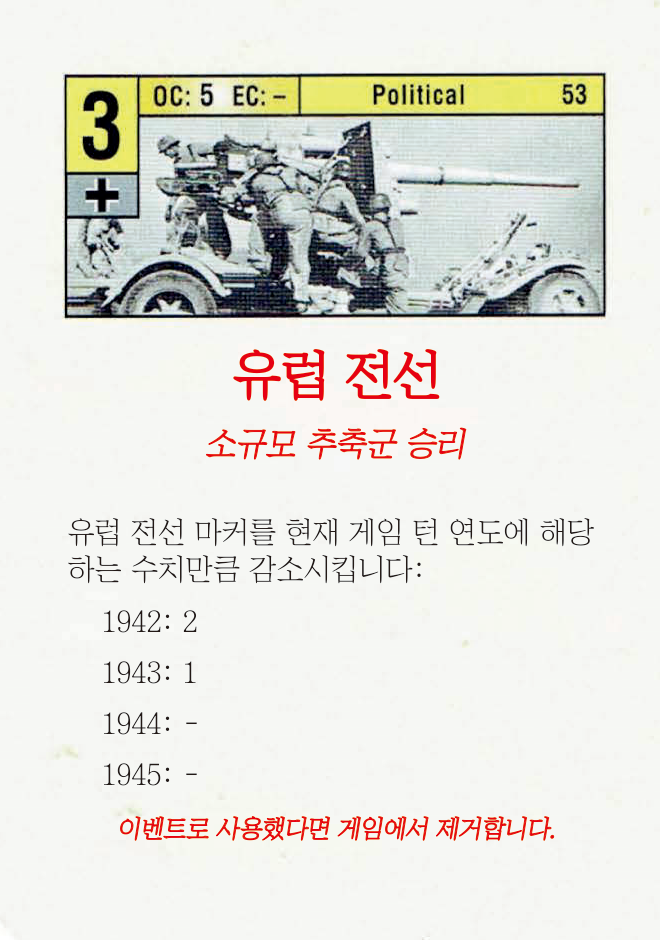 3
OC: 5 EC: – Political 53
유럽 전선
소규모 추축군 승리
유럽 전선 마커를 현재 게임 턴 연도에 해당
하는 수치만큼 감소시킵니다:
1942: 2
1943: 1
1944: -
1945: -
이벤트로 사용했다면 게임에서 제거합니다.